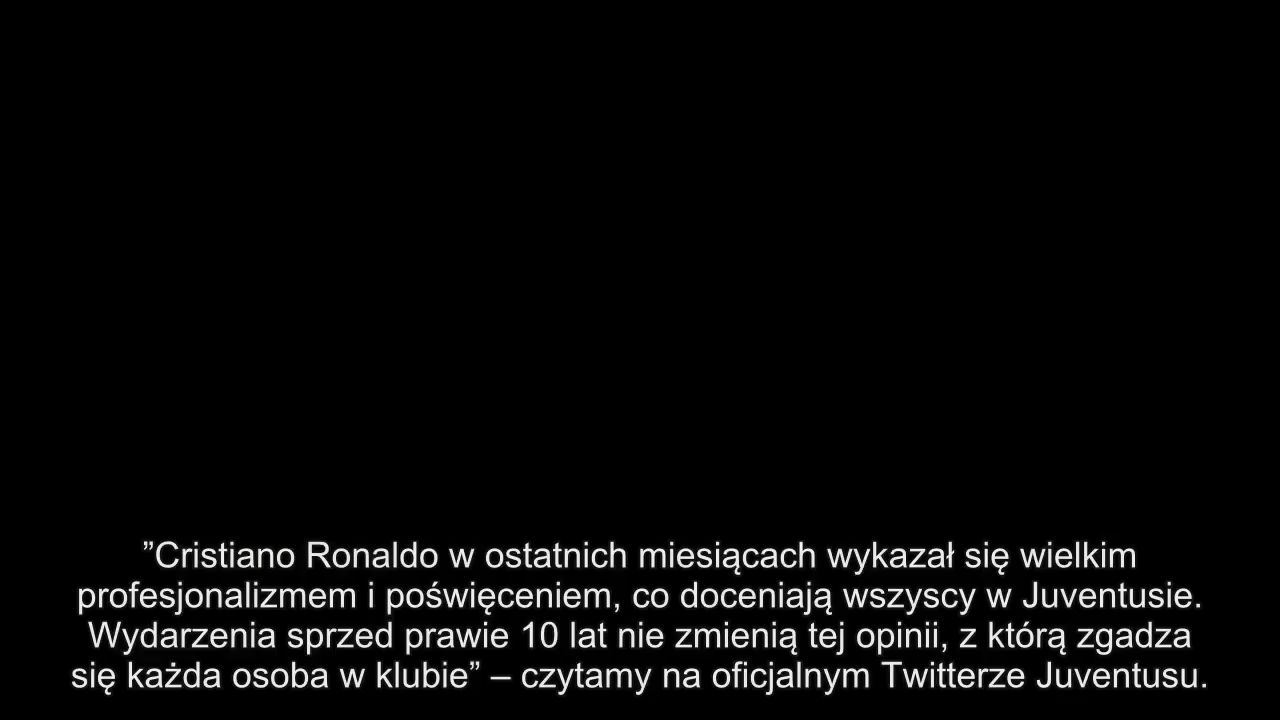 ”Cristiano Ronaldo w ostatnich miesiącach wykazał się wielkim
profesjonalizmem i poświęceniem, co doceniają wszyscy w Juventusie.
Wydarzenia sprzed prawie 10 lat nie zmienią tej opinii, z którą zgadza
się każda osoba w klubie” – czytamy na oficjalnym Twitterze Juventusu.